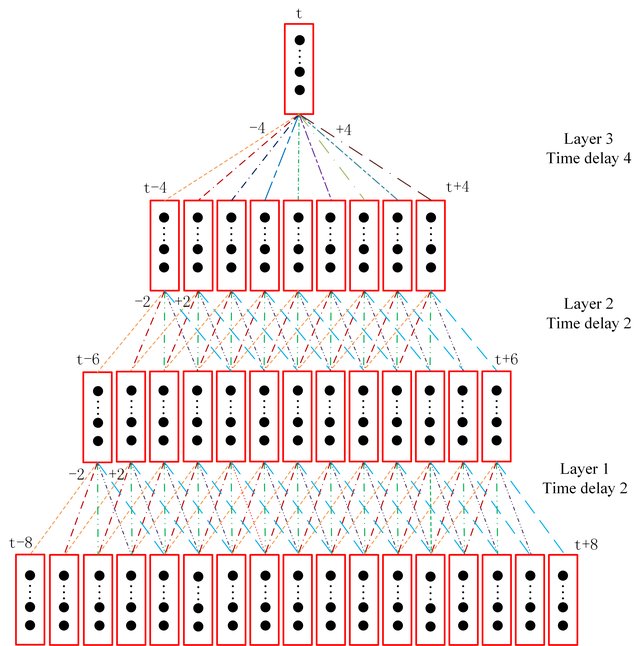 t
−4
+4
Layer 3
Time delay 4
t−4
t+4
−2
+2
Layer 2
Time delay 2
t−6
t+6
−2
+2
Layer 1
Time delay 2
t−8
t+8